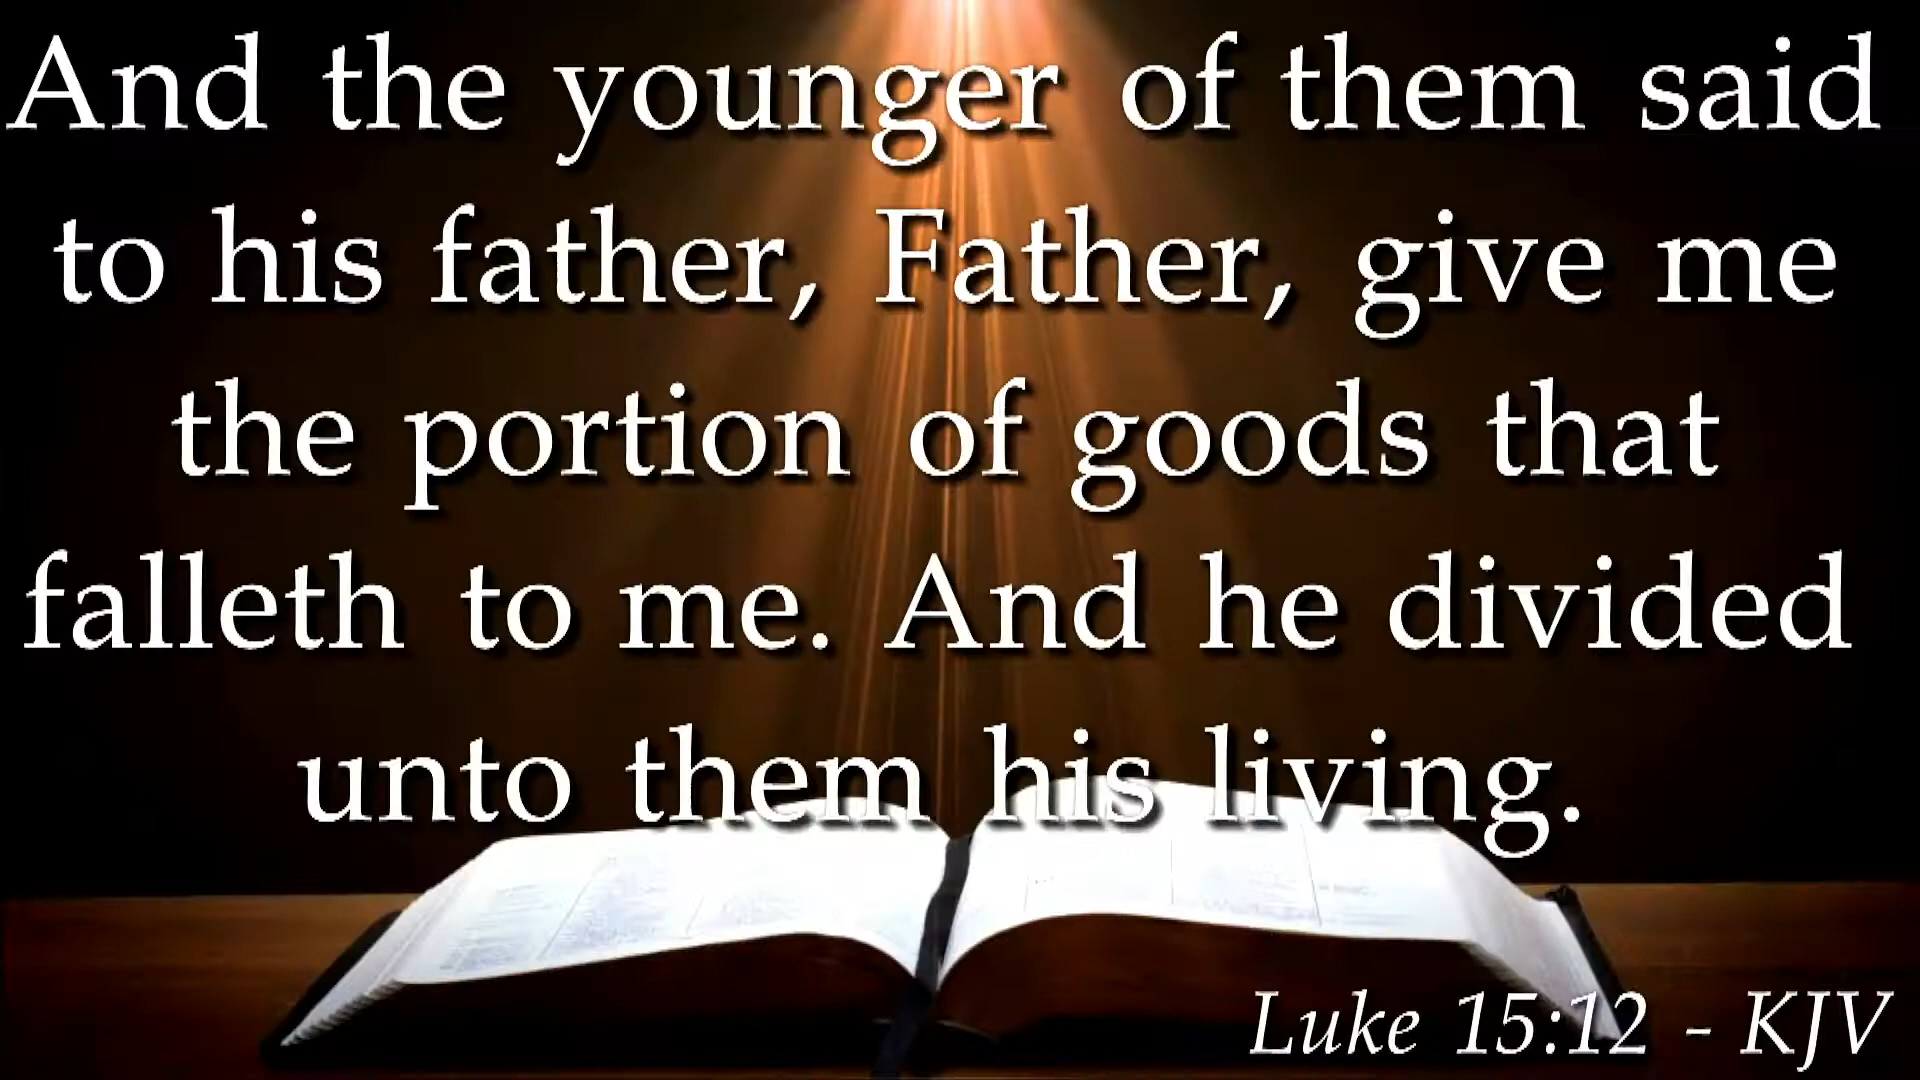 And the younger of them said
to his father, Father, give me
the portion of goods that
falleth to me. And he divided
unto them his living.
Luke 15:12 - KJV